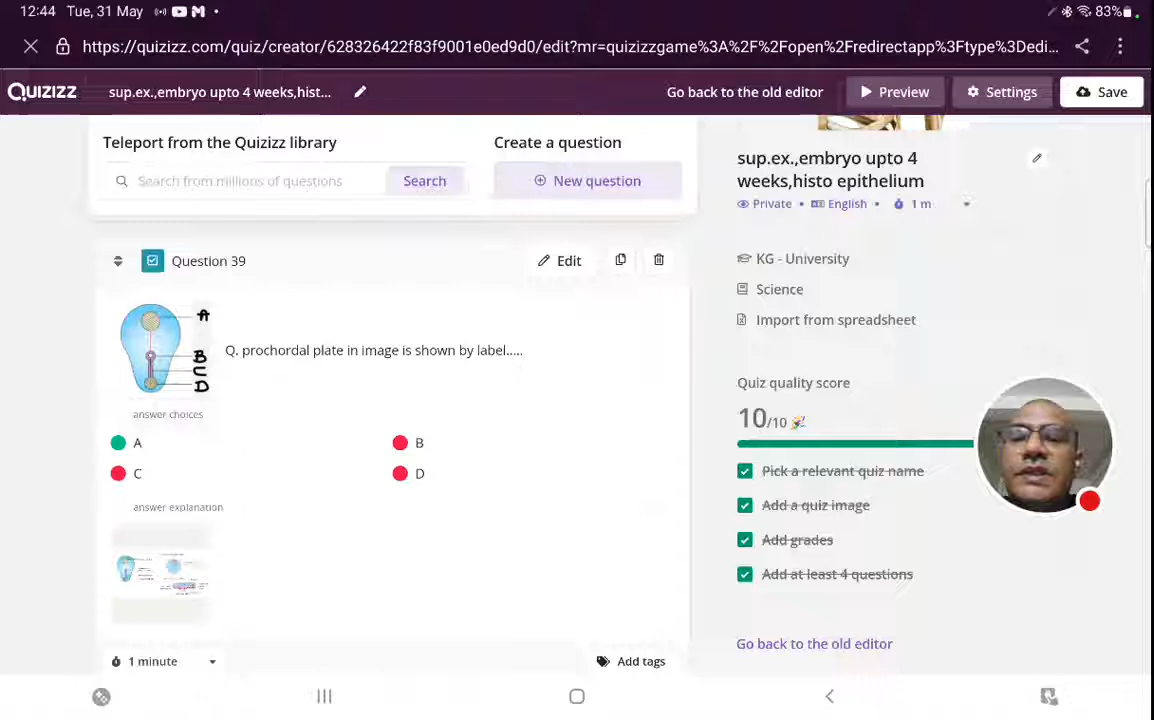 12:44 Tue, 31 May
83%
https://quizizz.com/quiz/creator/628326422f83f9001e0ed9d0/edit?mr=quizizzgame%3A%2F%2Fopen%2Fredirectapp%3Ftype%3Dedi...
Quizizz sup.ex.,embryo upto 4 weeks,hist... Go back to the old editor Preview Settings Save
Teleport from the Quizizz library Create a question
Search from millions of questions Search New question
Question 39 Edit
A
B
C
D
Q. prochordal plate in image is shown by label.....
answer choices
A B
C D
answer explanation
1 minute Add tags
sup.ex.,embryo upto 4
weeks,histo epithelium
Private • English • 1 m
KG - University
Science
Import from spreadsheet
Quiz quality score
10/10
Pick a relevant quiz name
Add a quiz image
Add grades
Add at least 4 questions
Go back to the old editor